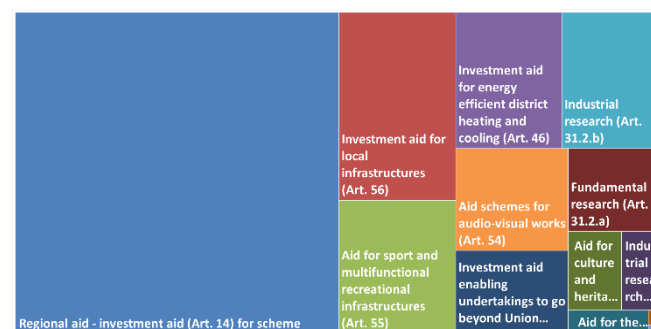 Regional aid - investment aid (Art. 14) for scheme
Investment aid for
local
infrastructures
(Art. 56)
Aid for sport and
multifunctional
recreational
infrastructures
(Art. 55)
Investment aid
for energy
efficient district
heating and
cooling (Art. 46)
Industrial
research (Art.
31.2.b)
Aid schemes for
audio-visual works
(Art. 54)
Fundamental
research (Art.
31.2.a)
Investment aid
enabling
undertakings to go
beyond Union...
Aid for
culture
and
herita...
Indu
trial
resea
rch...
Aid for the...